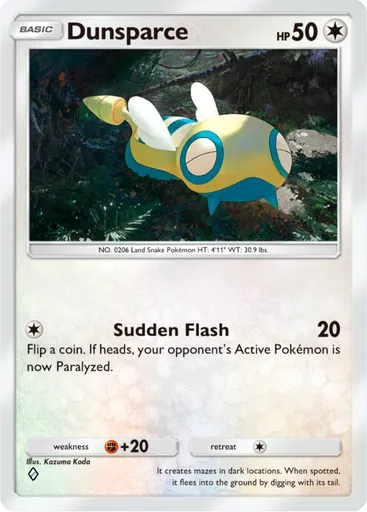 BASIC Dunsparce HP 50
NO. 0206 Land Snake Pokémon HT: 4'11" WT: 30.9 lbs.
Sudden Flash 20
Flip a coin. If heads, your opponent's Active Pokémon is
now Paralyzed.
weakness +20 retreat
Illus. Kazuma Koda
It creates mazes in dark locations. When spotted,
it flees into the ground by digging with its tail.